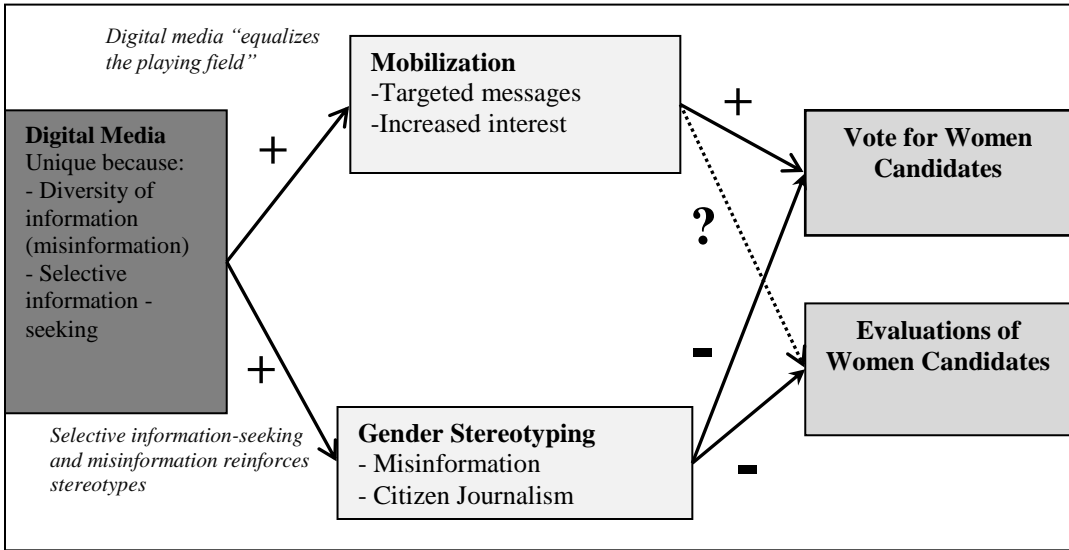 Digital media “equalizes
the playing field”
Mobilization
-Targeted messages
-Increased interest
+
+
Digital Media
Unique because:
- Diversity of
information
(misinformation)
- Selective
information -
seeking
Vote for Women
Candidates
?
-
+
Evaluations of
Women Candidates
Selective information-seeking
and misinformation reinforces
stereotypes
Gender Stereotyping
- Misinformation
- Citizen Journalism
-